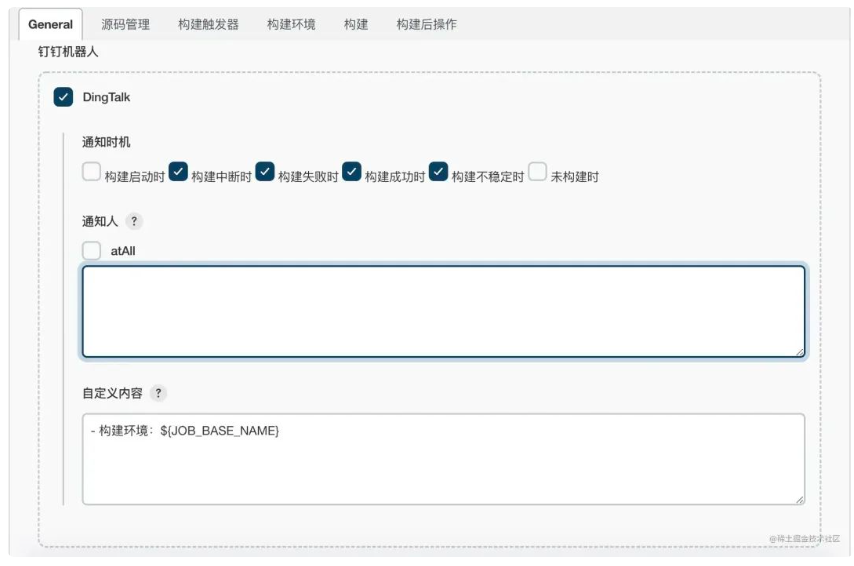 General 源码管理 构建触发器 构建环境 构建 构建后操作
钉钉机器人
DingTalk
通知时机
构建启动时 构建中断时 构建失败时 构建成功时 构建不稳定时 未构建时
通知人 ?
atAll
自定义内容 ?
- 构建环境：${JOB_BASE_NAME}
@稀土掘金技术社区